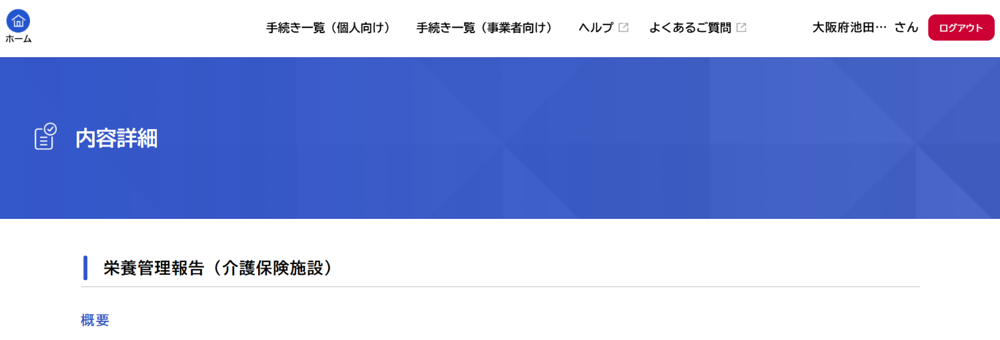 ホーム
手続き一覧（個人向け） 手続き一覧（事業者向け） ヘルプ よくあるご質問 大阪府池田… さん ログアウト
内容詳細
栄養管理報告（介護保険施設）
概要